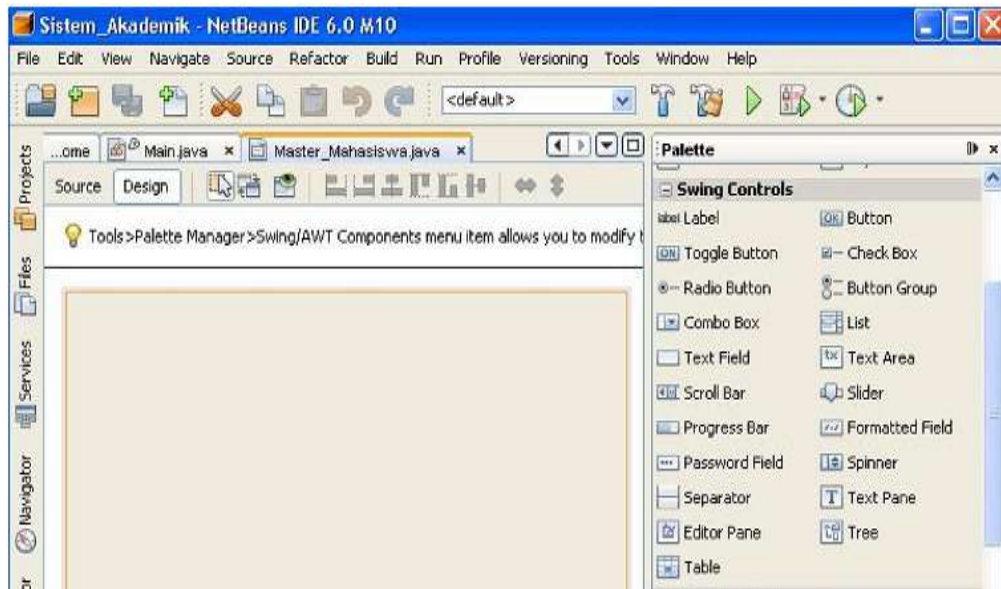 Sistem_Akademik - NetBeans IDE 6.0 M10
File Edit View Navigate Source Refactor Build Run Profile Versioning Tools Window Help
<default>
...ome Main.java x Master_Mahasiswa.java x
Source Design
Tools>Palette Manager>Swing/AWT Components menu item allows you to modify
Projects
Files
Services
Navigator
Palette
Swing Controls
label Label
OK Button
ON Toggle Button
Check Box
Radio Button
Button Group
Combo Box
List
Text Field
tx Text Area
Scroll Bar
Slider
Progress Bar
Formatted Field
Password Field
Spinner
Separator
T Text Pane
Editor Pane
Tree
Table